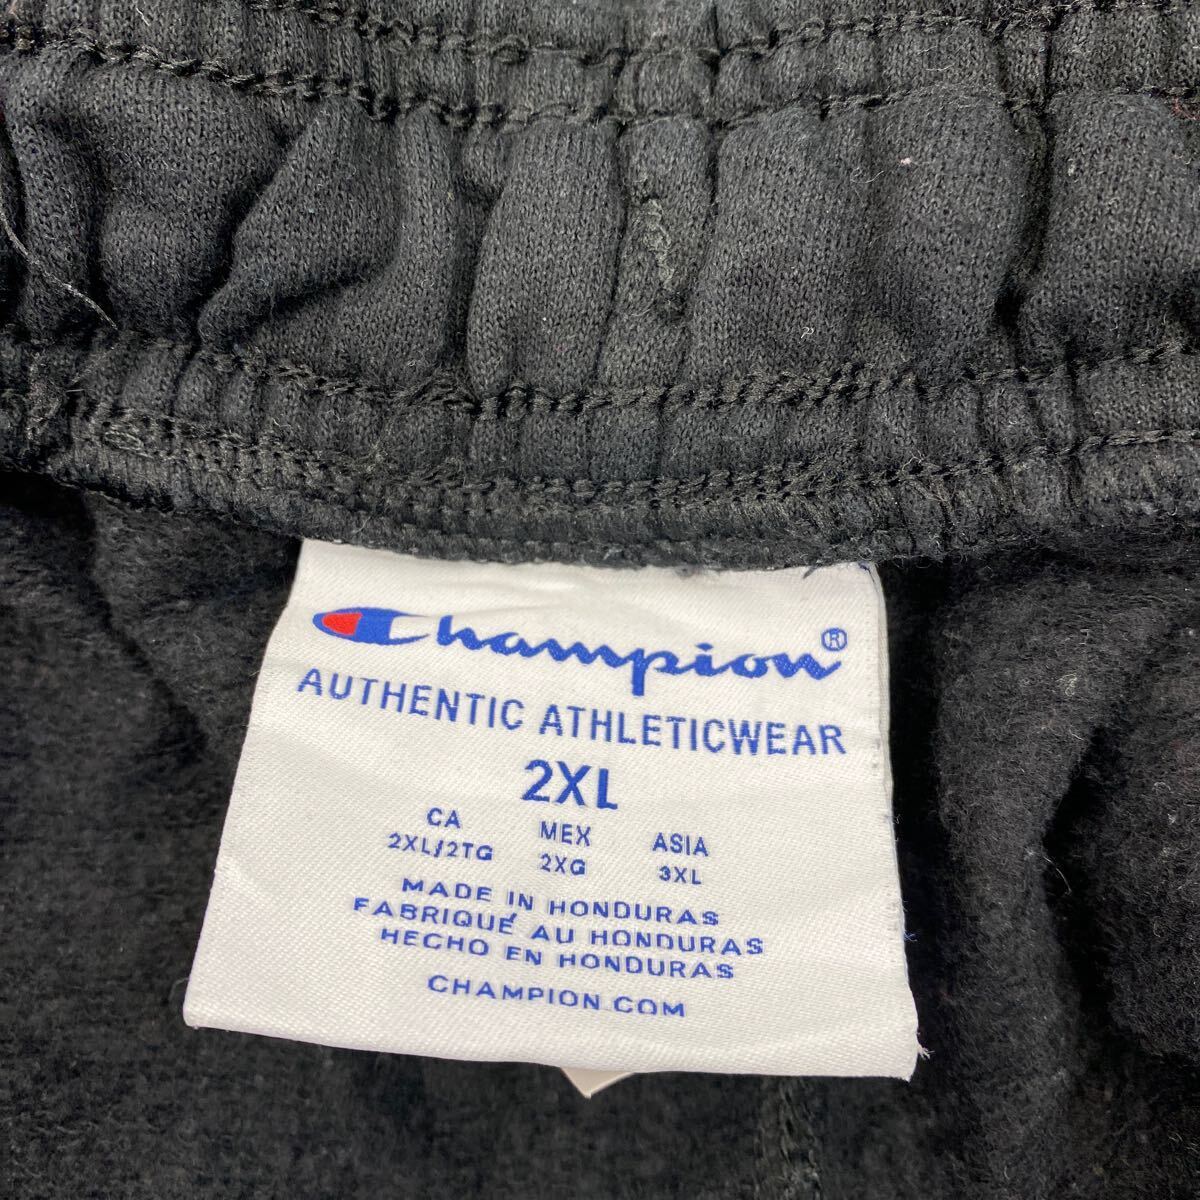 Champion®
AUTHENTIC ATHLETICWEAR
2XL
CA MEX ASIA
2XL/2TG 2XG 3XL
MADE IN HONDURAS
FABRIQUÉ AU HONDURAS
HECHO EN HONDURAS
CHAMPION.COM